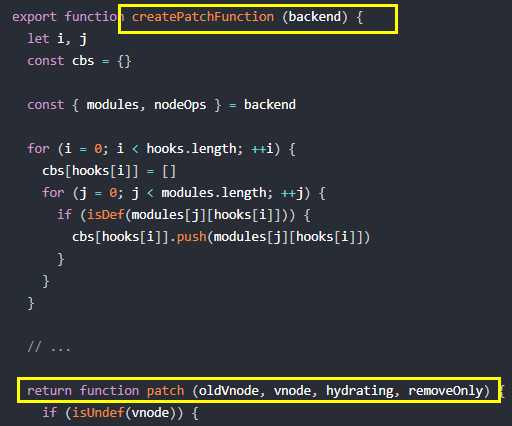 export function createPatchFunction (backend) {
let i, j
const cbs = {}
const { modules, nodeOps } = backend
for (i = 0; i < hooks.length; ++i) {
cbs[hooks[i]] = []
for (j = 0; j < modules.length; ++j) {
if (isDef(modules[j][hooks[i]])) {
cbs[hooks[i]].push(modules[j][hooks[i]])
}
}
}
// ...
return function patch (oldVnode, vnode, hydrating, removeOnly) {
if (isUndef(vnode)) {